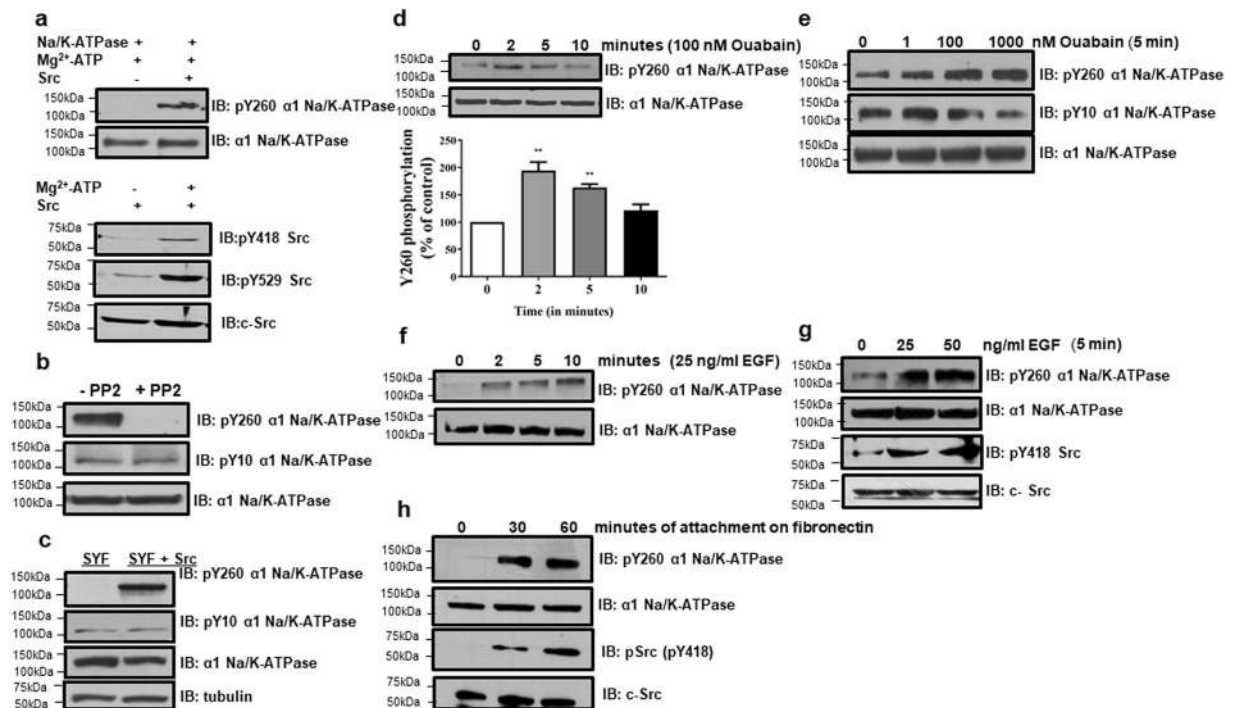 a
Na/K-ATPase + +
Mg²⁺-ATP + +
Src - +
150kDa
100kDa
IB: pY260 α1 Na/K-ATPase
150kDa
100kDa
IB: α1 Na/K-ATPase
Mg²⁺-ATP - +
Src + +
75kDa
50kDa
IB:pY418 Src
75kDa
50kDa
IB:pY529 Src
75kDa
50kDa
IB:c-Src
b
- PP2 + PP2
150kDa
100kDa
IB: pY260 α1 Na/K-ATPase
150kDa
100kDa
IB: pY10 α1 Na/K-ATPase
150kDa
100kDa
IB: α1 Na/K-ATPase
c
SYF SYF + Src
150kDa
100kDa
IB: pY260 α1 Na/K-ATPase
150kDa
100kDa
IB: pY10 α1 Na/K-ATPase
150kDa
100kDa
IB: α1 Na/K-ATPase
75kDa
50kDa
IB: tubulin
d
0 2 5 10 minutes (100 nM Ouabain)
150kDa
100kDa
IB: pY260 α1 Na/K-ATPase
150kDa
100kDa
IB: α1 Na/K-ATPase
Y260 phosphorylation
(% of control)
250
200
150
100
50
0
** **
0 2 5 10
Time (in minutes)
e
0 1 100 1000 nM Ouabain (5 min)
150kDa
100kDa
IB: pY260 α1 Na/K-ATPase
150kDa
100kDa
IB: pY10 α1 Na/K-ATPase
150kDa
100kDa
IB: α1 Na/K-ATPase
f
0 2 5 10 minutes (25 ng/ml EGF)
150kDa
100kDa
IB: pY260 α1 Na/K-ATPase
150kDa
100kDa
IB: α1 Na/K-ATPase
g
0 25 50 ng/ml EGF (5 min)
150kDa
100kDa
IB: pY260 α1 Na/K-ATPase
150kDa
100kDa
IB: α1 Na/K-ATPase
75kDa
50kDa
IB: pY418 Src
75kDa
50kDa
IB: c- Src
h
0 30 60 minutes of attachment on fibronectin
150kDa
100kDa
IB: pY260 α1 Na/K-ATPase
150kDa
100kDa
IB: α1 Na/K-ATPase
75kDa
50kDa
IB: pSrc (pY418)
75kDa
50kDa
IB: c-Src